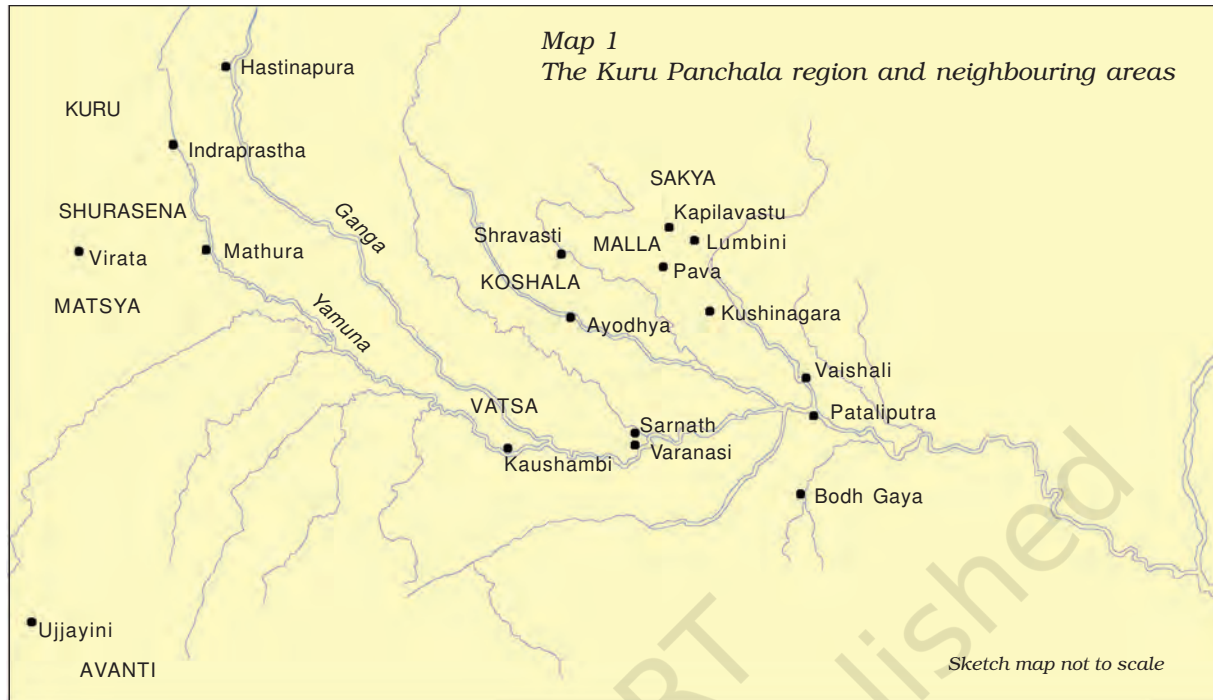 Map 1
The Kuru Panchala region and neighbouring areas
Hastinapura
KURU
Indraprastha
SAKYA
Kapilavastu
SHURASENA
Ganga
Shravasti
MALLA
Lumbini
Virata
Mathura
Pava
KOSHALA
MATSYA
Yamuna
Ayodhya
Kushinagara
Vaishali
VATSA
Pataliputra
Sarnath
Varanasi
Kaushambi
Bodh Gaya
Ujjayini
AVANTI
Sketch map not to scale
RT
lished